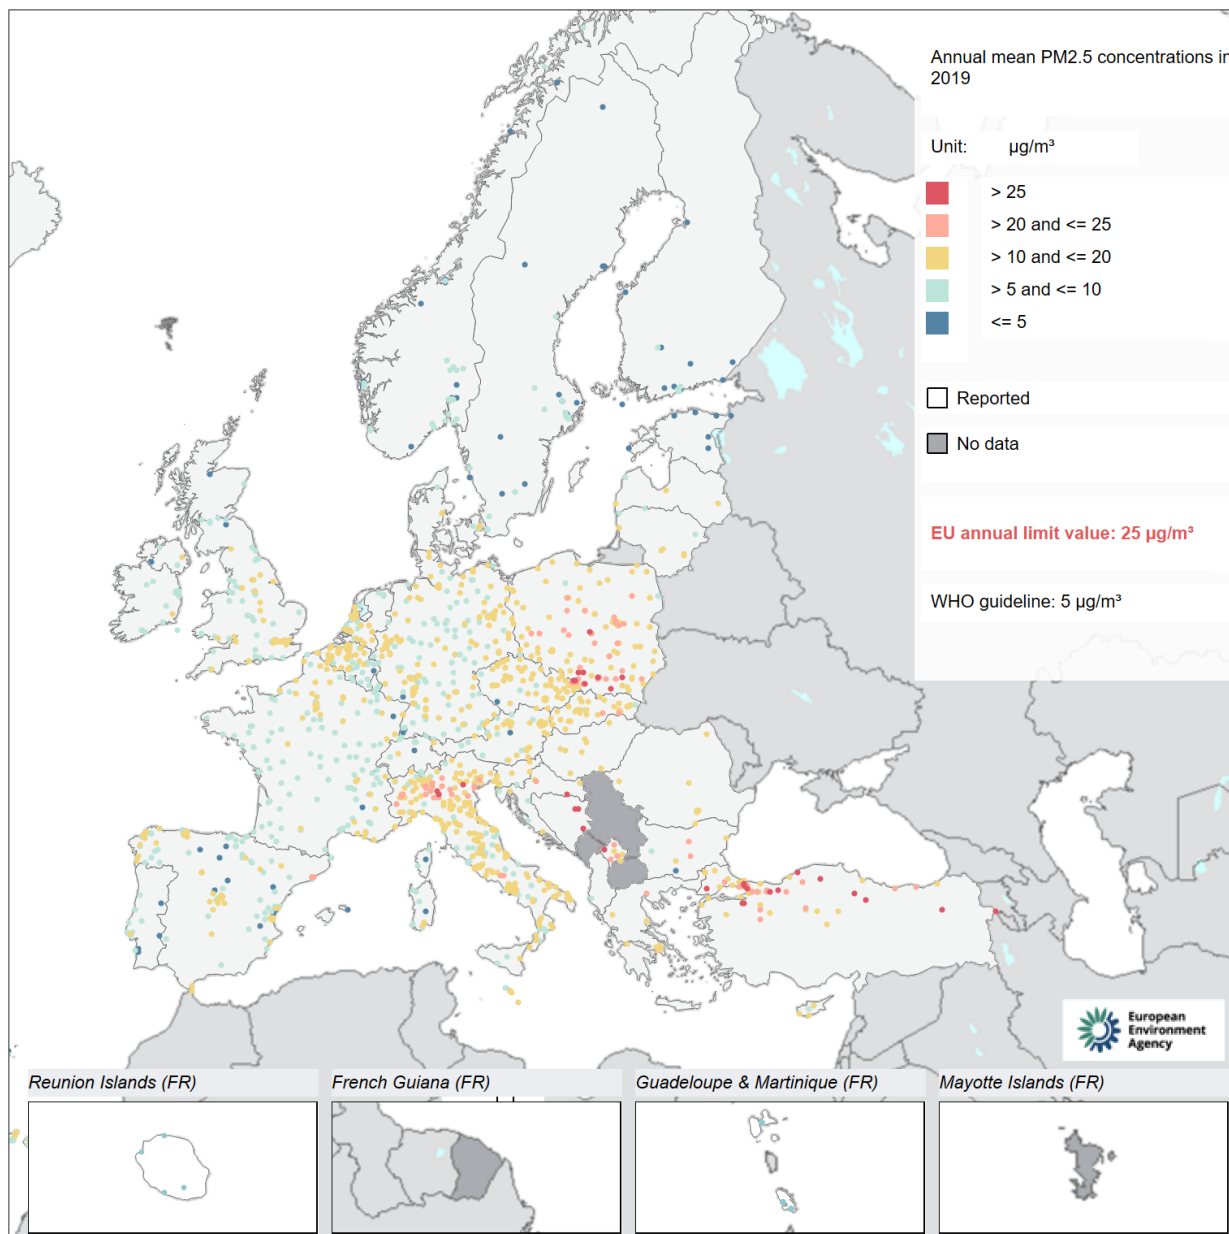 Annual mean PM2.5 concentrations in
2019
Unit: µg/m³
> 25
> 20 and <= 25
> 10 and <= 20
> 5 and <= 10
<= 5
Reported
No data
EU annual limit value: 25 µg/m³
WHO guideline: 5 µg/m³
European
Environment
Agency
Reunion Islands (FR)
French Guiana (FR)
Guadeloupe & Martinique (FR)
Mayotte Islands (FR)